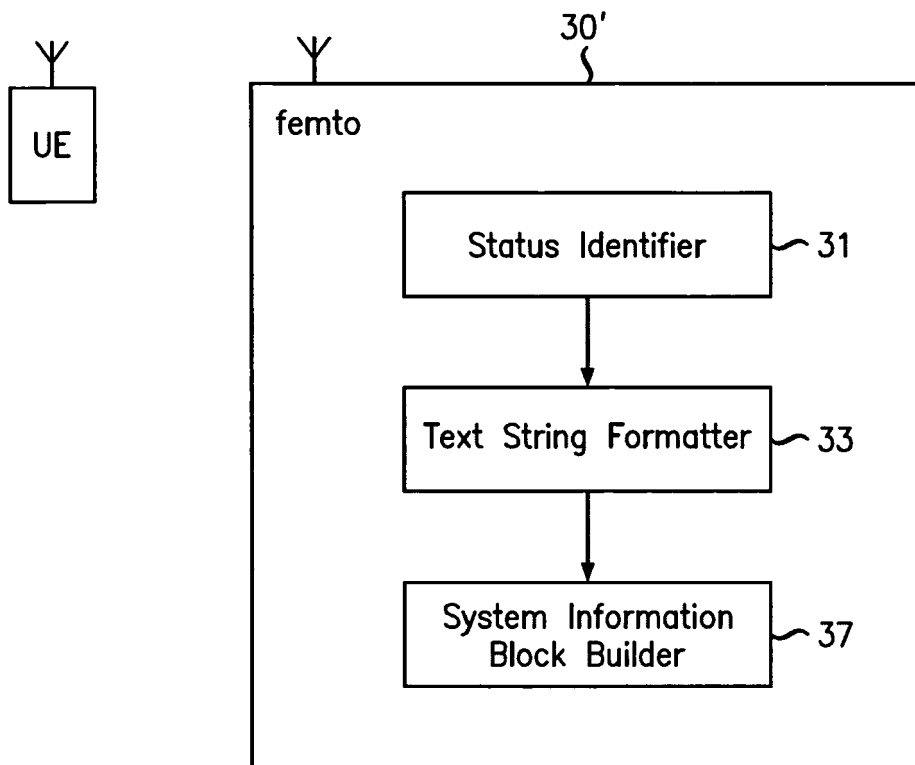 30'
UE
femto
Status Identifier
31
Text String Formatter
33
System Information
Block Builder
37